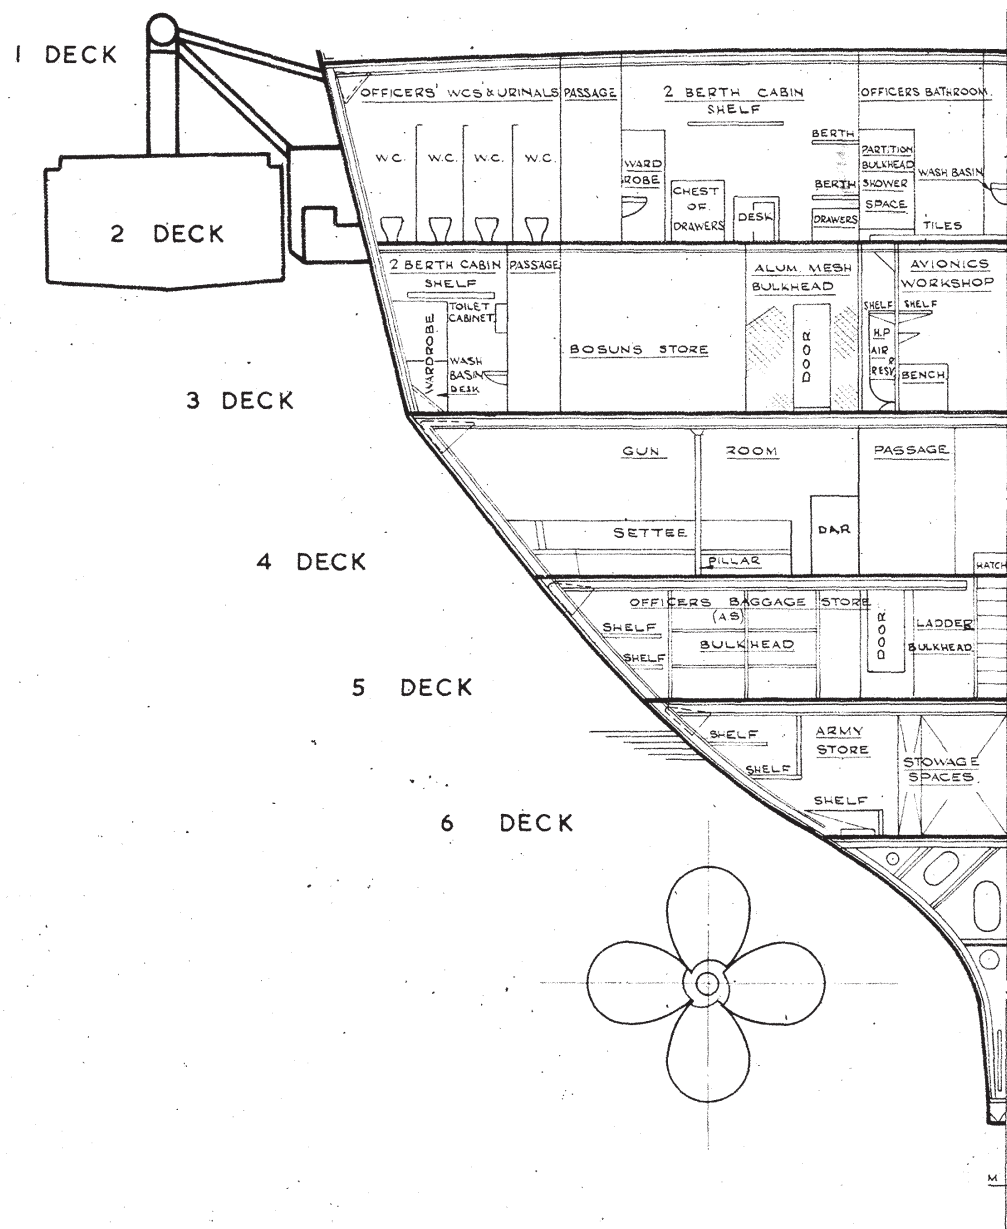 1 DECK
OFFICERS' WCS & URINALS
PASSAGE
2 BERTH CABIN
SHELF
OFFICERS BATHROOM
BERTH
W.C.
W.C.
W.C.
W.C.
WARD
ROBE
CHEST
OF
DRAWERS
DESK
BERTH
DRAWERS
PARTITION
BULKHEAD
SHOWER
SPACE
WASH BASIN
TILES
2 DECK
2 BERTH CABIN
SHELF
PASSAGE
ALUM. MESH
BULKHEAD
AVIONICS
WORKSHOP
WARDROBE
TOILET
CABINET
WASH
BASIN
DESK
BOSUNS STORE
DOOR
SHELF
SHELF
H.P
AIR
RESVR
BENCH
3 DECK
GUN ROOM
PASSAGE
SETTEE
PILLAR
DAR
HATCH
4 DECK
OFFICERS BAGGAGE STORE
(AS)
SHELF
BULKHEAD
SHELF
DOOR
LADDER
BULKHEAD
5 DECK
SHELF
SHELF
ARMY
STORE
STOWAGE
SPACES
SHELF
6 DECK
M